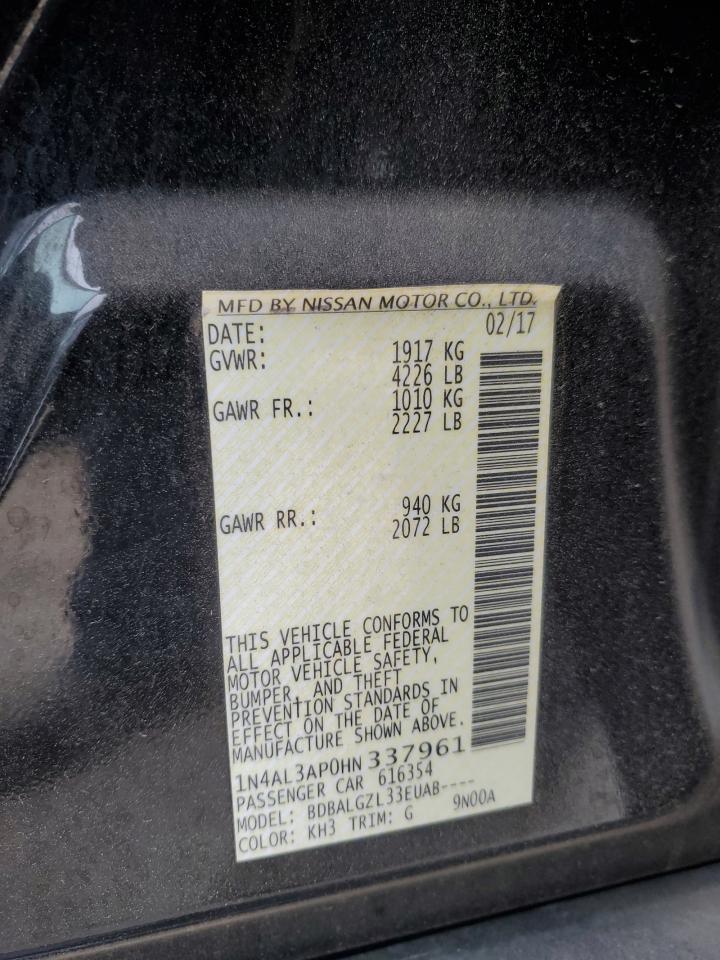 MFD BY NISSAN MOTOR CO., LTD.
DATE: 02/17
GVWR: 1917 KG
4226 LB
GAWR FR.: 1010 KG
2227 LB
GAWR RR.: 940 KG
2072 LB
THIS VEHICLE CONFORMS TO
ALL APPLICABLE FEDERAL
MOTOR VEHICLE SAFETY,
BUMPER, AND THEFT
PREVENTION STANDARDS IN
EFFECT ON THE DATE OF
MANUFACTURE SHOWN ABOVE.
1N4AL3AP0HN337961
PASSENGER CAR 616354
MODEL: BDBALGZL33EUAB----
COLOR: KH3 TRIM: G 9N00A